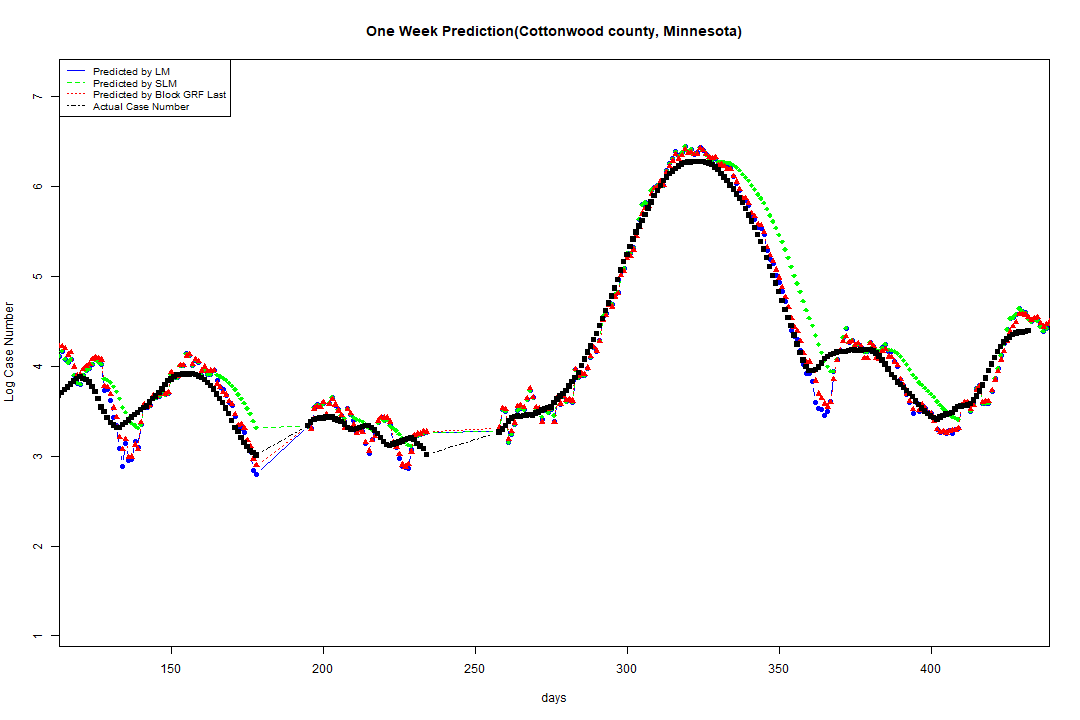 One Week Prediction(Cottonwood county, Minnesota)
Predicted by LM
Predicted by SLM
Predicted by Block GRF Last
Actual Case Number
7
6
5
4
3
2
1
Log Case Number
150 200 250 300 350 400
days